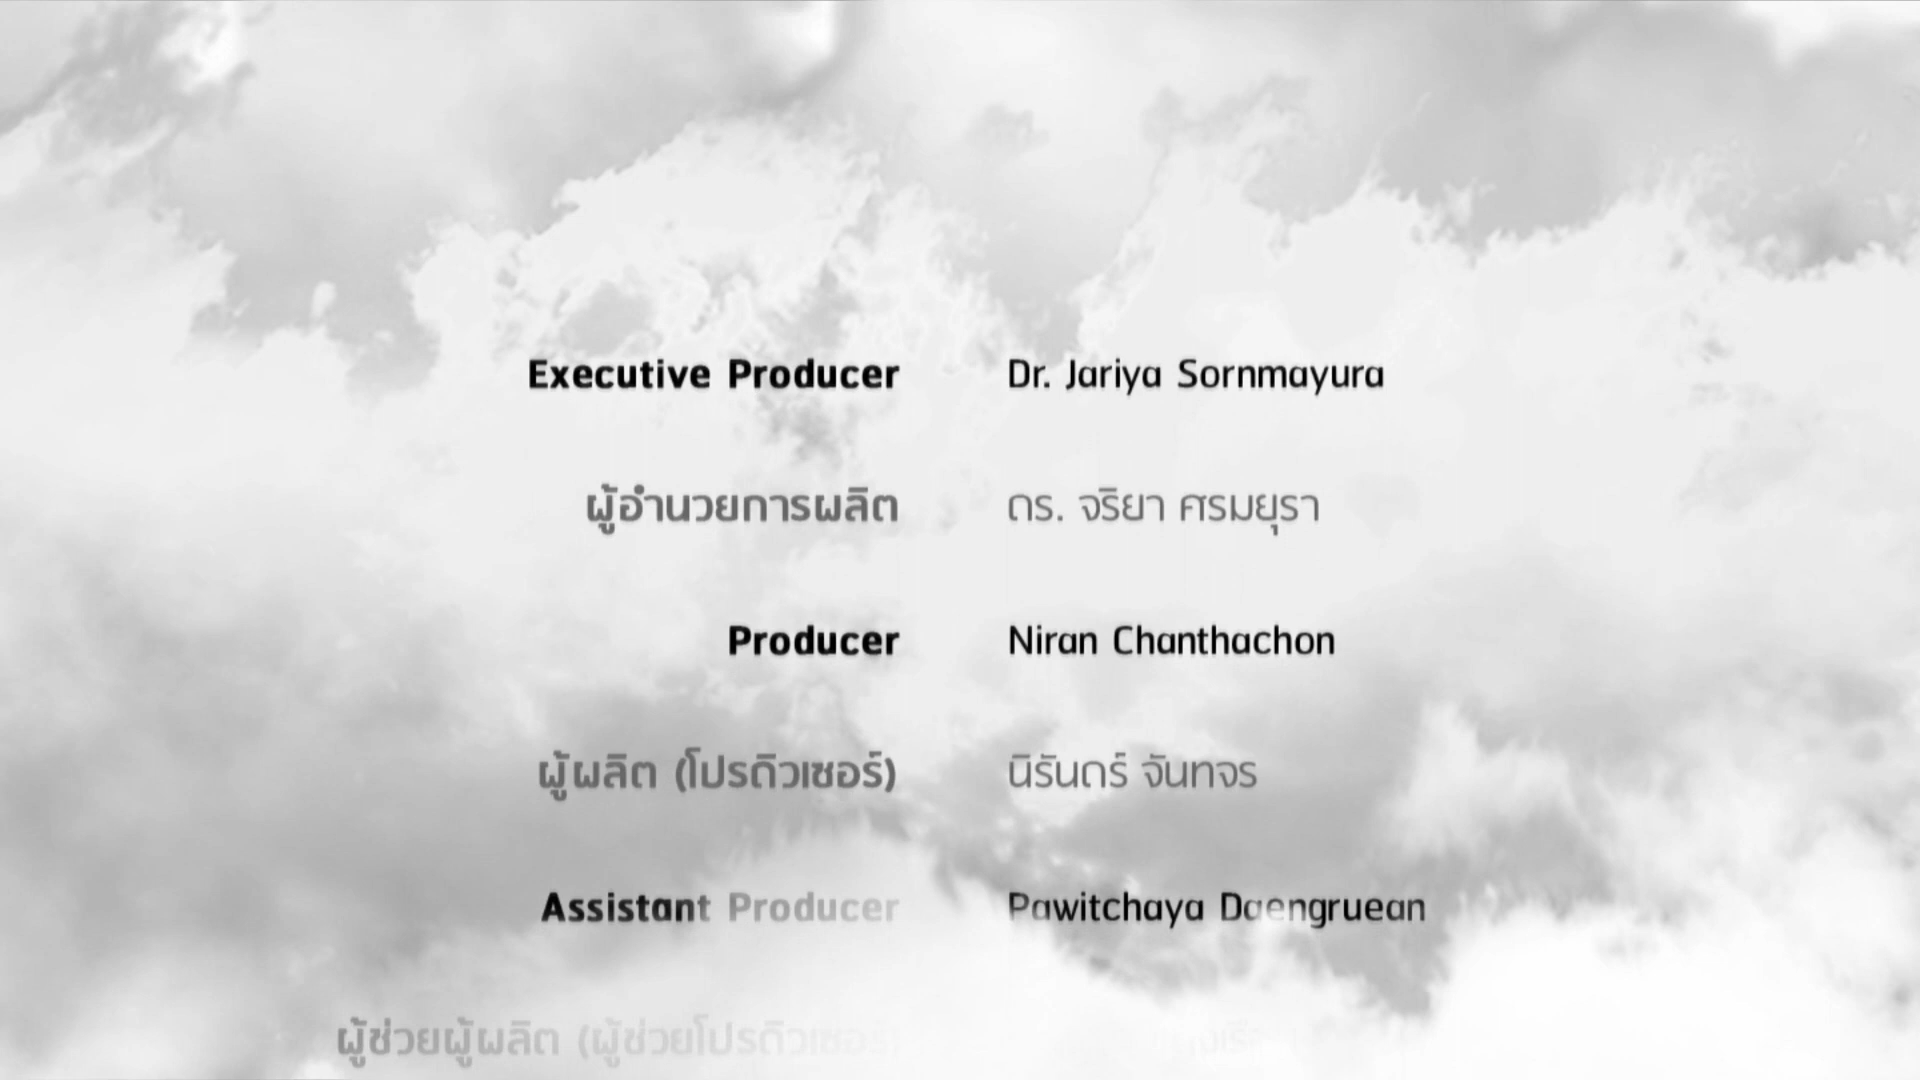 Executive Producer Dr. Jariya Sornmayura
ผู้อำนวยการผลิต ดร. จริยา ศรมยุรา
Producer Niran Chanthachon
ผู้ผลิต (โปรดิวเซอร์) นิรันดร์ จันทจร
Assistant Producer Pawitchaya Daengruean
ผู้ช่วยผู้ผลิต (ผู้ช่วยโปรดิวเซอร์)